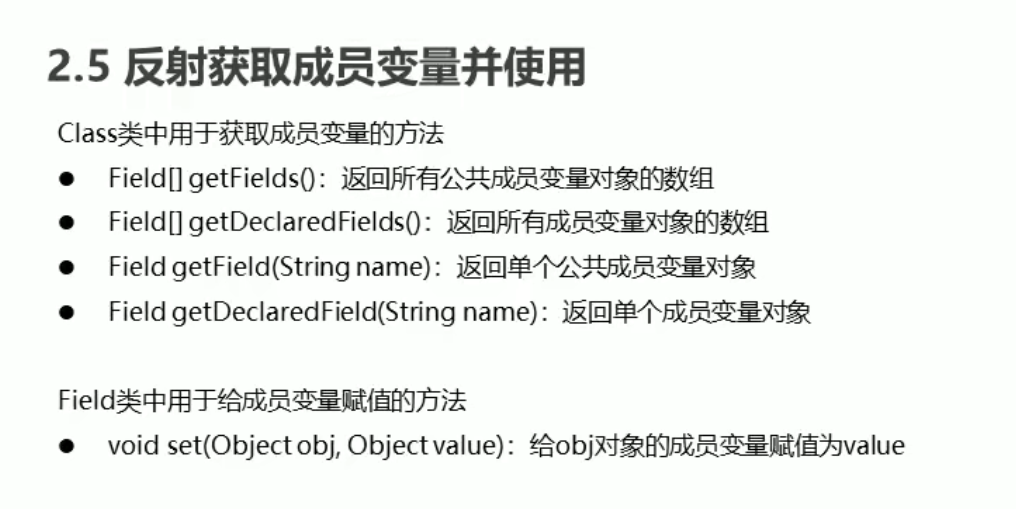 2.5 反射获取成员变量并使用
Class类中用于获取成员变量的方法
● Field[] getFields()：返回所有公共成员变量对象的数组
● Field[] getDeclaredFields()：返回所有成员变量对象的数组
● Field getField(String name)：返回单个公共成员变量对象
● Field getDeclaredField(String name)：返回单个成员变量对象
Field类中用于给成员变量赋值的方法
● void set(Object obj, Object value)：给obj对象的成员变量赋值为value